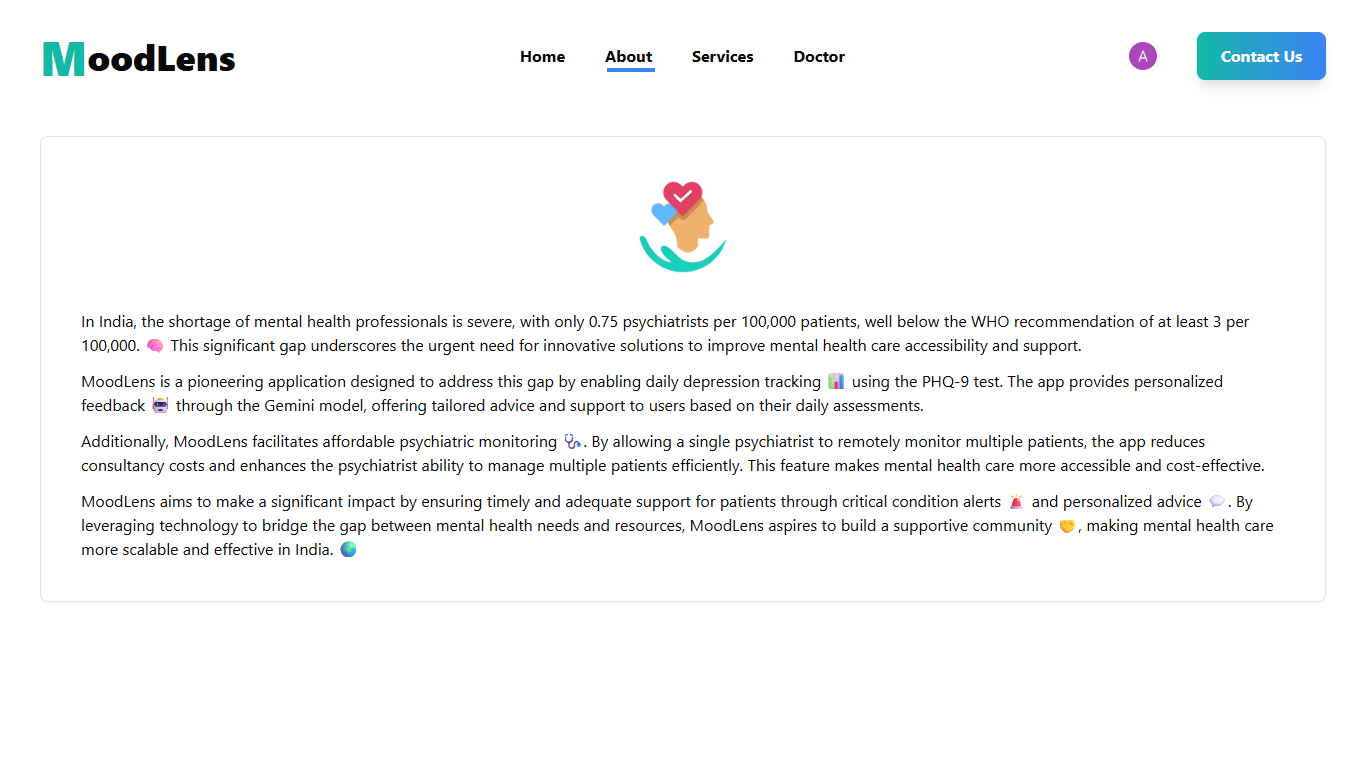 MoodLens
Home About Services Doctor
A
Contact Us
In India, the shortage of mental health professionals is severe, with only 0.75 psychiatrists per 100,000 patients, well below the WHO recommendation of at least 3 per
100,000. 🧠 This significant gap underscores the urgent need for innovative solutions to improve mental health care accessibility and support.
MoodLens is a pioneering application designed to address this gap by enabling daily depression tracking 📊 using the PHQ-9 test. The app provides personalized
feedback 🤖 through the Gemini model, offering tailored advice and support to users based on their daily assessments.
Additionally, MoodLens facilitates affordable psychiatric monitoring 🩺. By allowing a single psychiatrist to remotely monitor multiple patients, the app reduces
consultancy costs and enhances the psychiatrist ability to manage multiple patients efficiently. This feature makes mental health care more accessible and cost-effective.
MoodLens aims to make a significant impact by ensuring timely and adequate support for patients through critical condition alerts 🚨 and personalized advice 💬. By
leveraging technology to bridge the gap between mental health needs and resources, MoodLens aspires to build a supportive community 🤝, making mental health care
more scalable and effective in India. 🌍